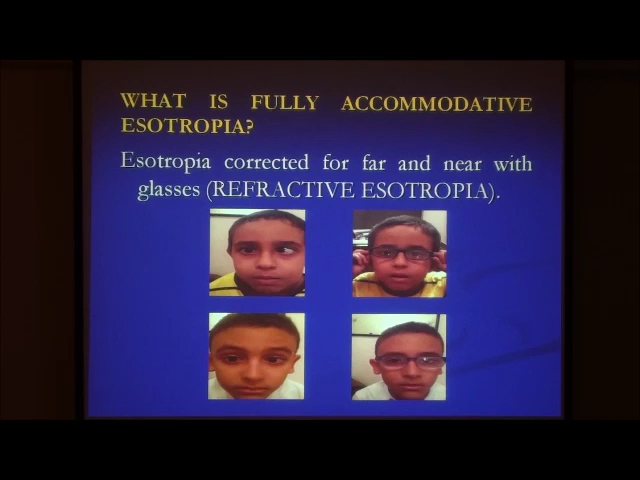 WHAT IS FULLY ACCOMMODATIVE
ESOTROPIA?
Esotropia corrected for far and near with
glasses (REFRACTIVE ESOTROPIA).